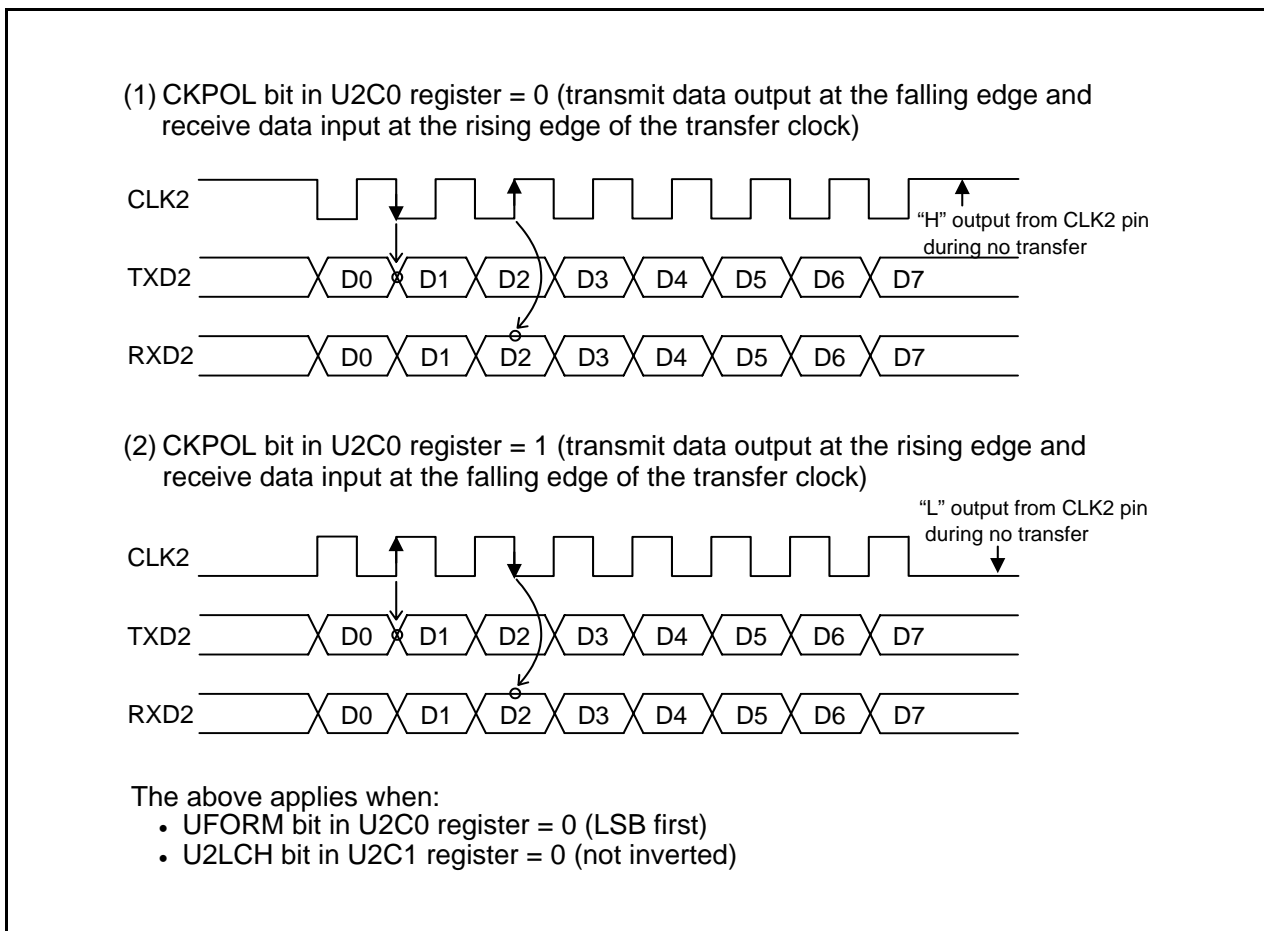 (1) CKPOL bit in U2C0 register = 0 (transmit data output at the falling edge and
receive data input at the rising edge of the transfer clock)
CLK2
“H” output from CLK2 pin
during no transfer
TXD2
D0 D1 D2 D3 D4 D5 D6 D7
RXD2
D0 D1 D2 D3 D4 D5 D6 D7
(2) CKPOL bit in U2C0 register = 1 (transmit data output at the rising edge and
receive data input at the falling edge of the transfer clock)
“L” output from CLK2 pin
during no transfer
CLK2
TXD2
D0 D1 D2 D3 D4 D5 D6 D7
RXD2
D0 D1 D2 D3 D4 D5 D6 D7
The above applies when:
• UFORM bit in U2C0 register = 0 (LSB first)
• U2LCH bit in U2C1 register = 0 (not inverted)